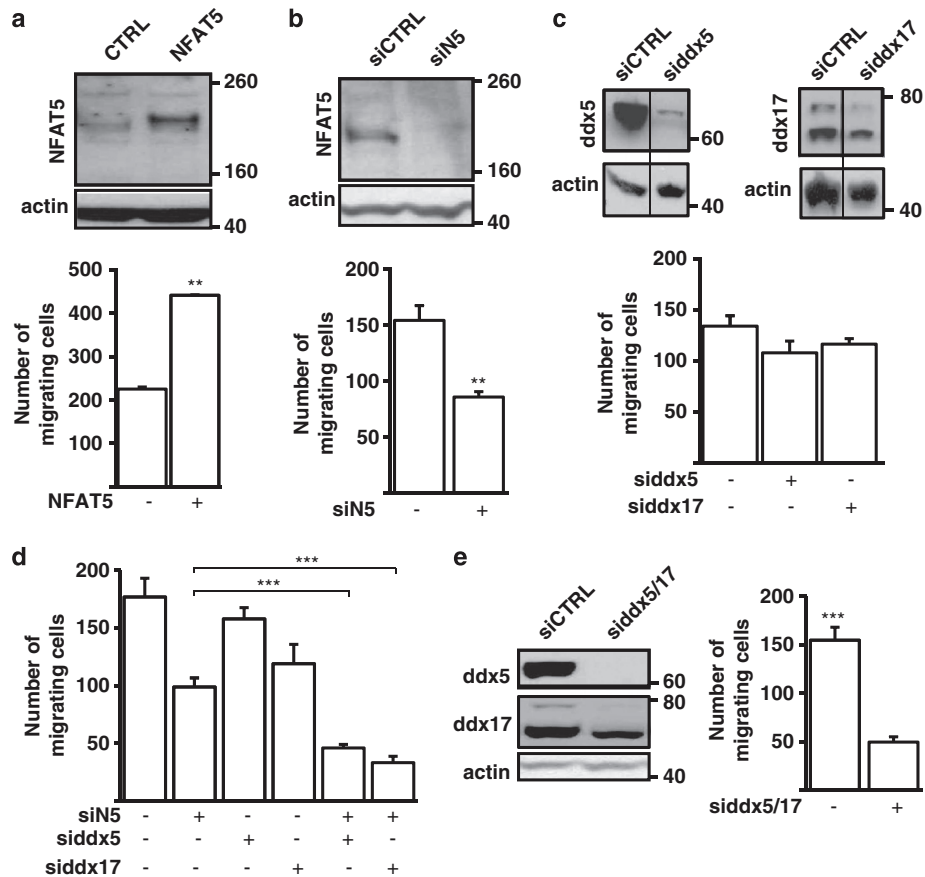 a
CTRL NFAT5
NFAT5
260
160
actin
40
Number of migrating cells
500
400
300
200
100
**
NFAT5 - +
b
siCTRL siN5
NFAT5
260
160
actin
40
Number of migrating cells
200
150
100
50
**
siN5 - +
c
siCTRL siddx5
ddx5
60
actin
40
siCTRL siddx17
ddx17
80
actin
40
Number of migrating cells
200
150
100
50
siddx5 - + -
siddx17 - - +
d
Number of migrating cells
200
150
100
50
***
***
siN5 - + - - + +
siddx5 - - + - + -
siddx17 - - - + - +
e
siCTRL siddx5/17
ddx5
60
ddx17
80
actin
40
Number of migrating cells
200
150
100
50
***
siddx5/17 - +